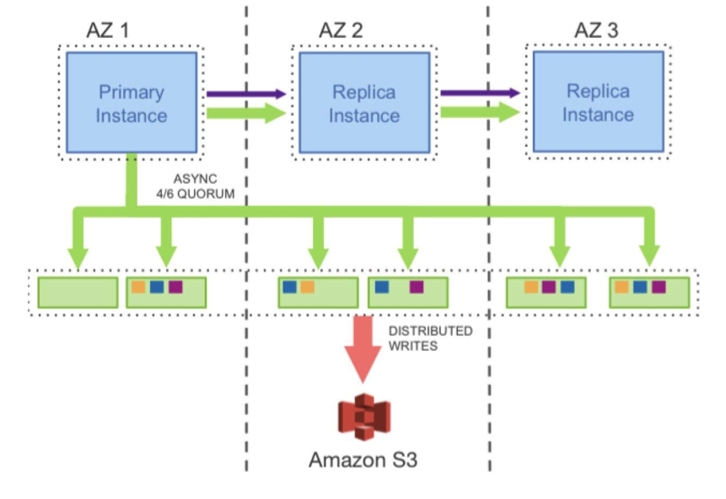 AZ 1
AZ 2
AZ 3
Primary
Instance
Replica
Instance
Replica
Instance
ASYNC
4/6 QUORUM
DISTRIBUTED
WRITES
Amazon S3